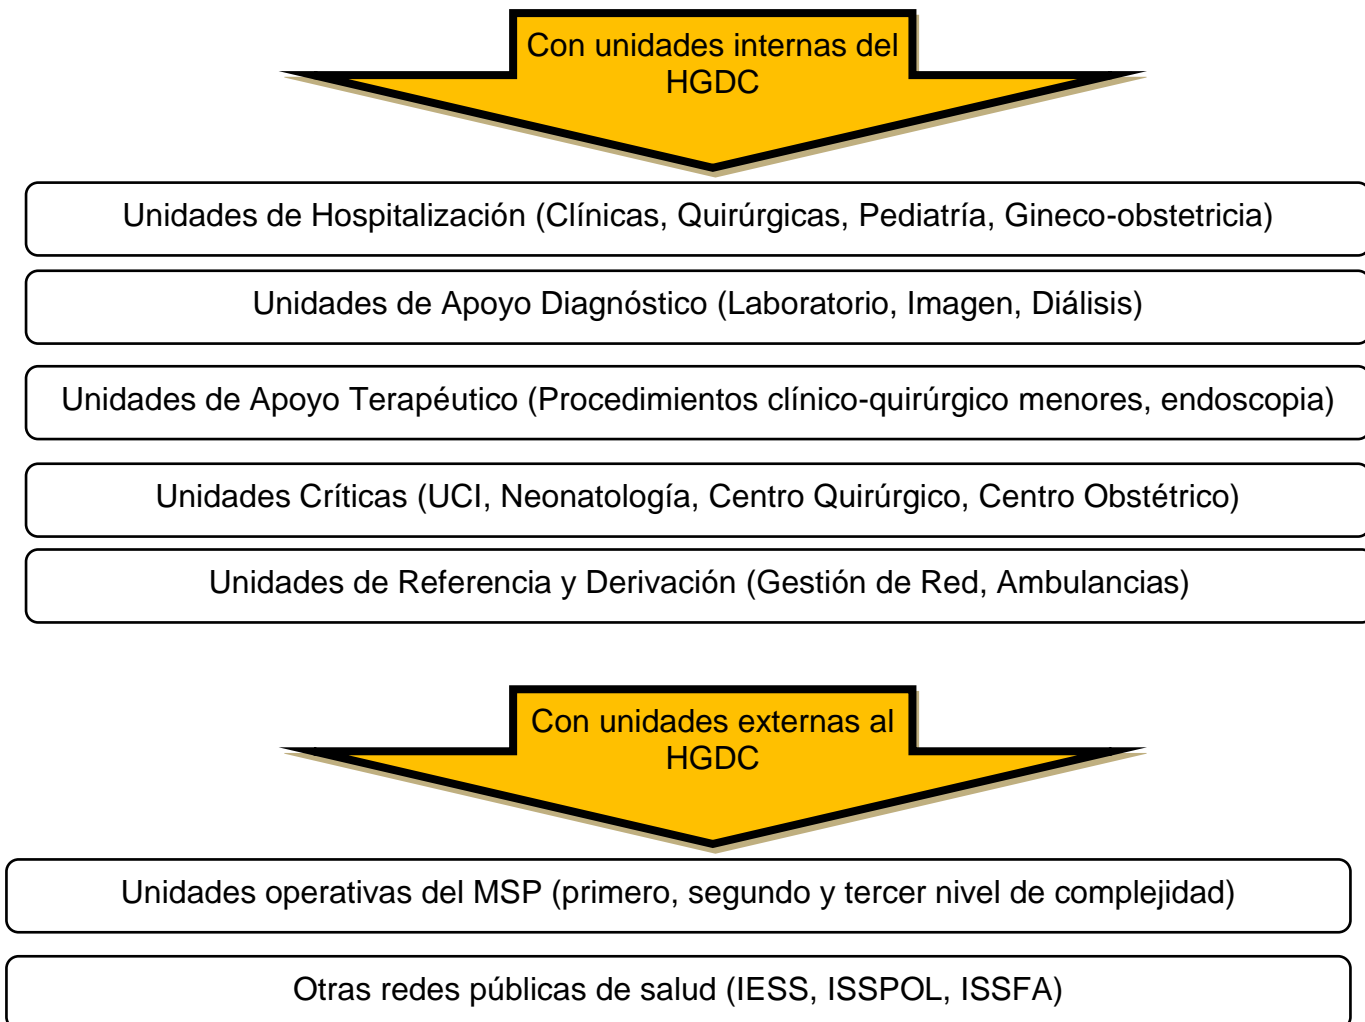 Con unidades internas del
HGDC
Unidades de Hospitalización (Clínicas, Quirúrgicas, Pediatría, Gineco-obstetricia)
Unidades de Apoyo Diagnóstico (Laboratorio, Imagen, Diálisis)
Unidades de Apoyo Terapéutico (Procedimientos clínico-quirúrgico menores, endoscopia)
Unidades Críticas (UCI, Neonatología, Centro Quirúrgico, Centro Obstétrico)
Unidades de Referencia y Derivación (Gestión de Red, Ambulancias)
Con unidades externas al
HGDC
Unidades operativas del MSP (primero, segundo y tercer nivel de complejidad)
Otras redes públicas de salud (IESS, ISSPOL, ISSFA)